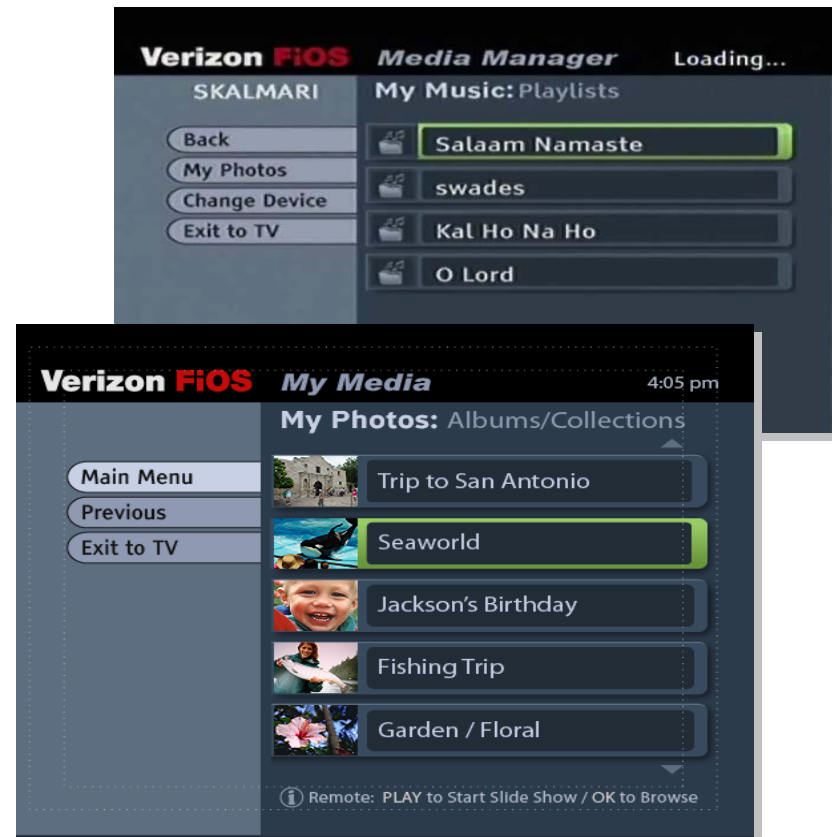 Verizon FiOS Media Manager Loading...
SKALMARI
My Music: Playlists
Back
My Photos
Change Device
Exit to TV
Salaam Namaste
swades
Kal Ho Na Ho
O Lord
Verizon FiOS My Media 4:05 pm
My Photos: Albums/Collections
Main Menu
Previous
Exit to TV
Trip to San Antonio
Seaworld
Jackson's Birthday
Fishing Trip
Garden / Floral
i Remote: PLAY to Start Slide Show / OK to Browse